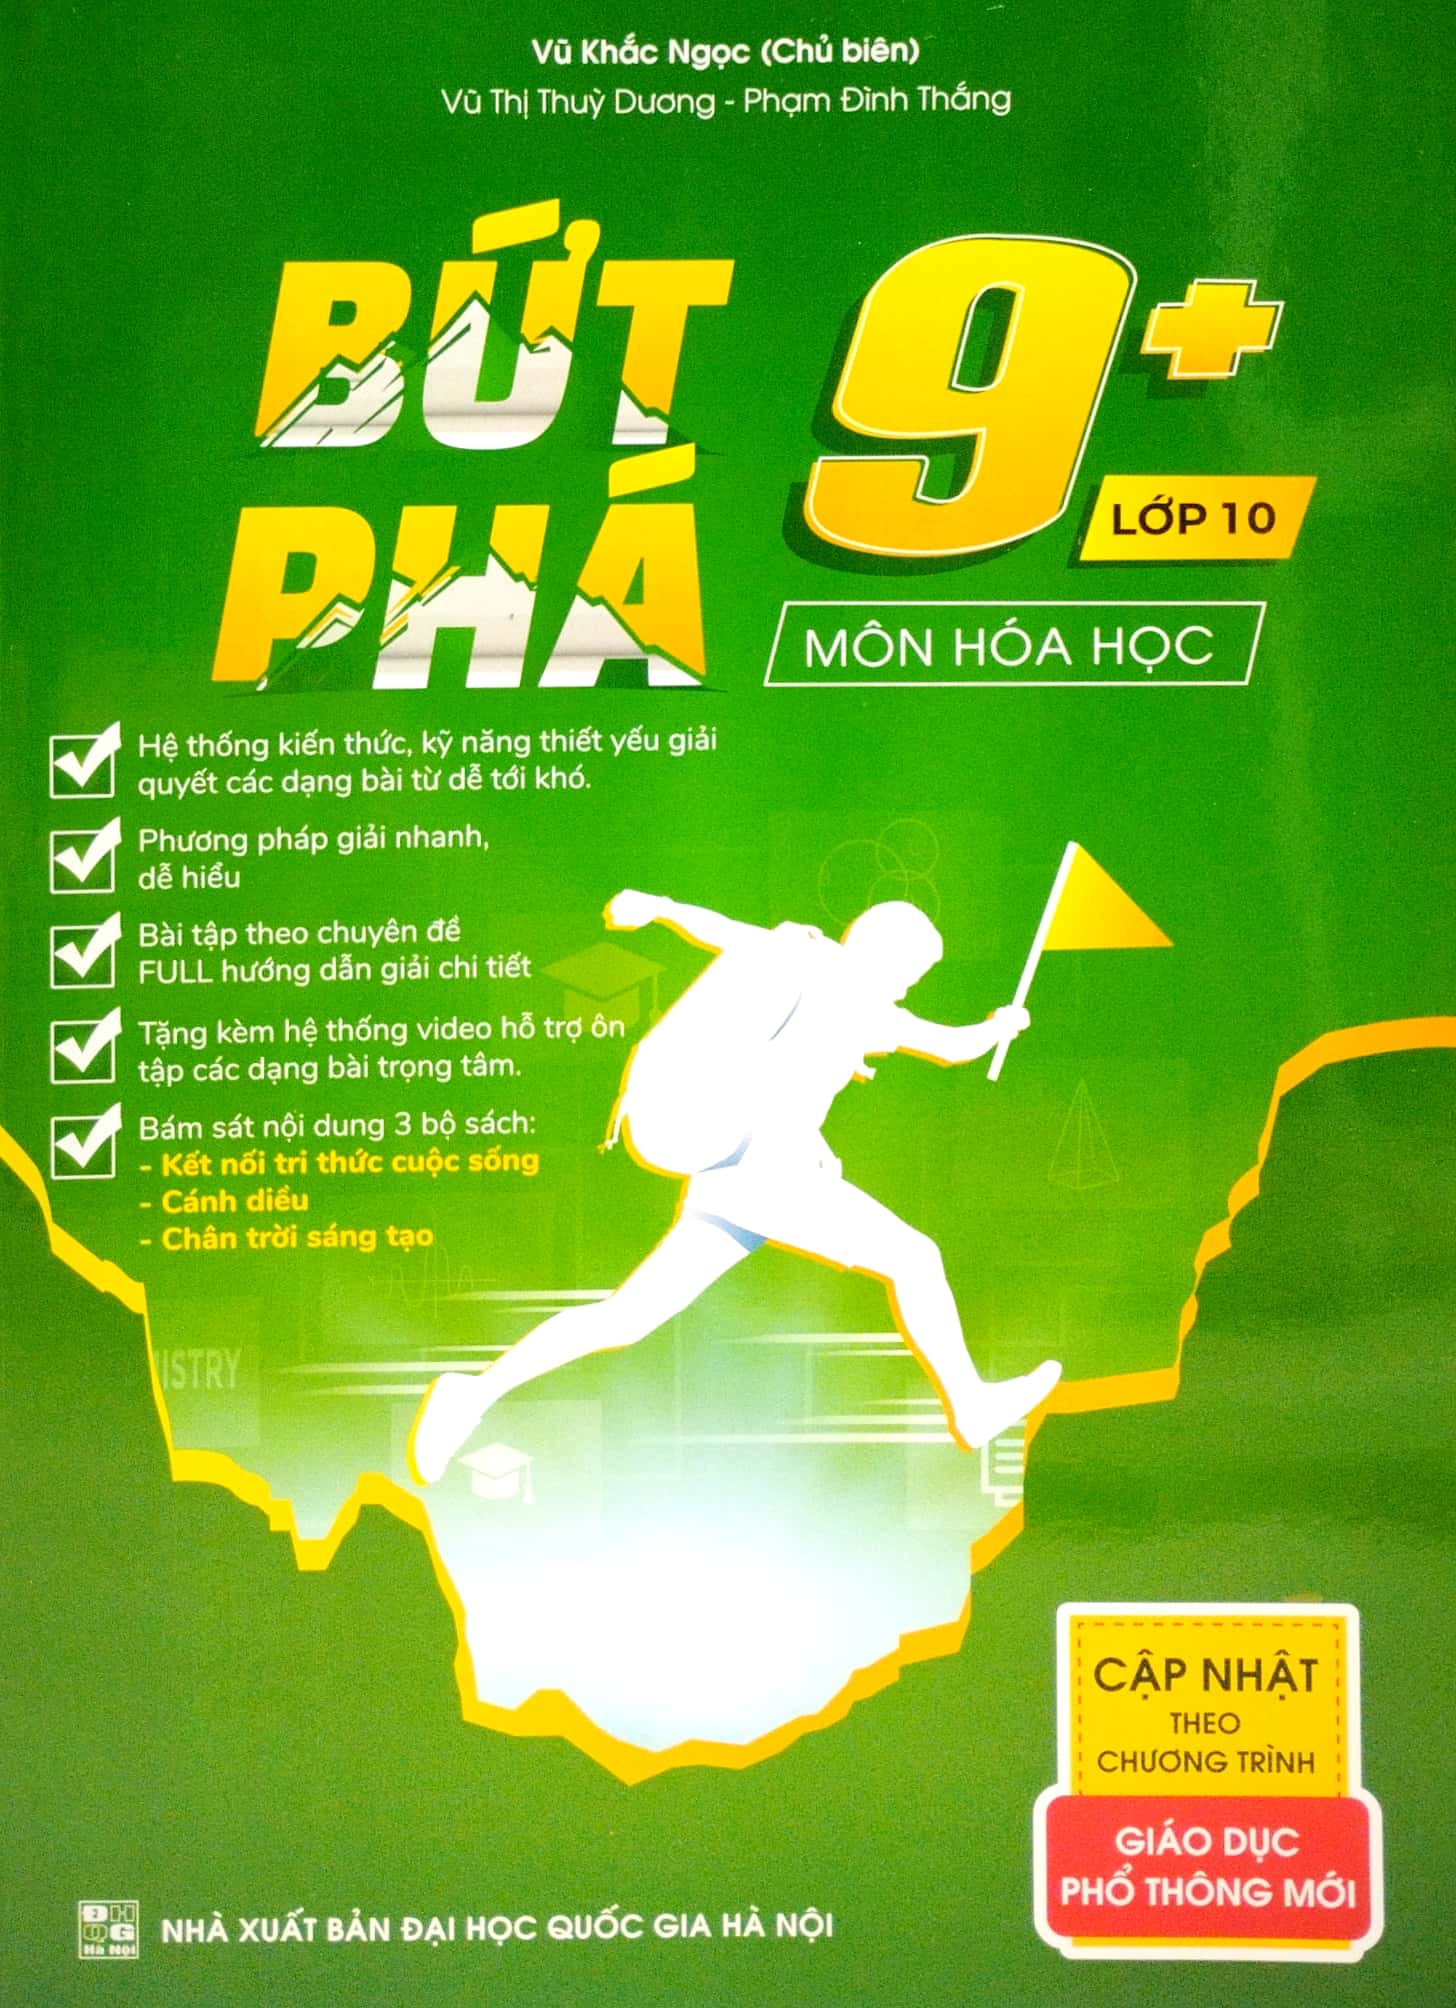 Vũ Khắc Ngọc (Chủ biên)
Vũ Thị Thuỳ Dương - Phạm Đình Thắng
BỨT
PHÁ
9+
LỚP 10
MÔN HÓA HỌC
Hệ thống kiến thức, kỹ năng thiết yếu giải
quyết các dạng bài từ dễ tới khó.
Phương pháp giải nhanh,
dễ hiểu
Bài tập theo chuyên đề
FULL hướng dẫn giải chi tiết
Tặng kèm hệ thống video hỗ trợ ôn
tập các dạng bài trọng tâm.
Bám sát nội dung 3 bộ sách:
- Kết nối tri thức cuộc sống
- Cánh diều
- Chân trời sáng tạo
ISTRY
CẬP NHẬT
THEO
CHƯƠNG TRÌNH
GIÁO DỤC
PHỔ THÔNG MỚI
ĐH
QG
Hà Nội
NHÀ XUẤT BẢN ĐẠI HỌC QUỐC GIA HÀ NỘI